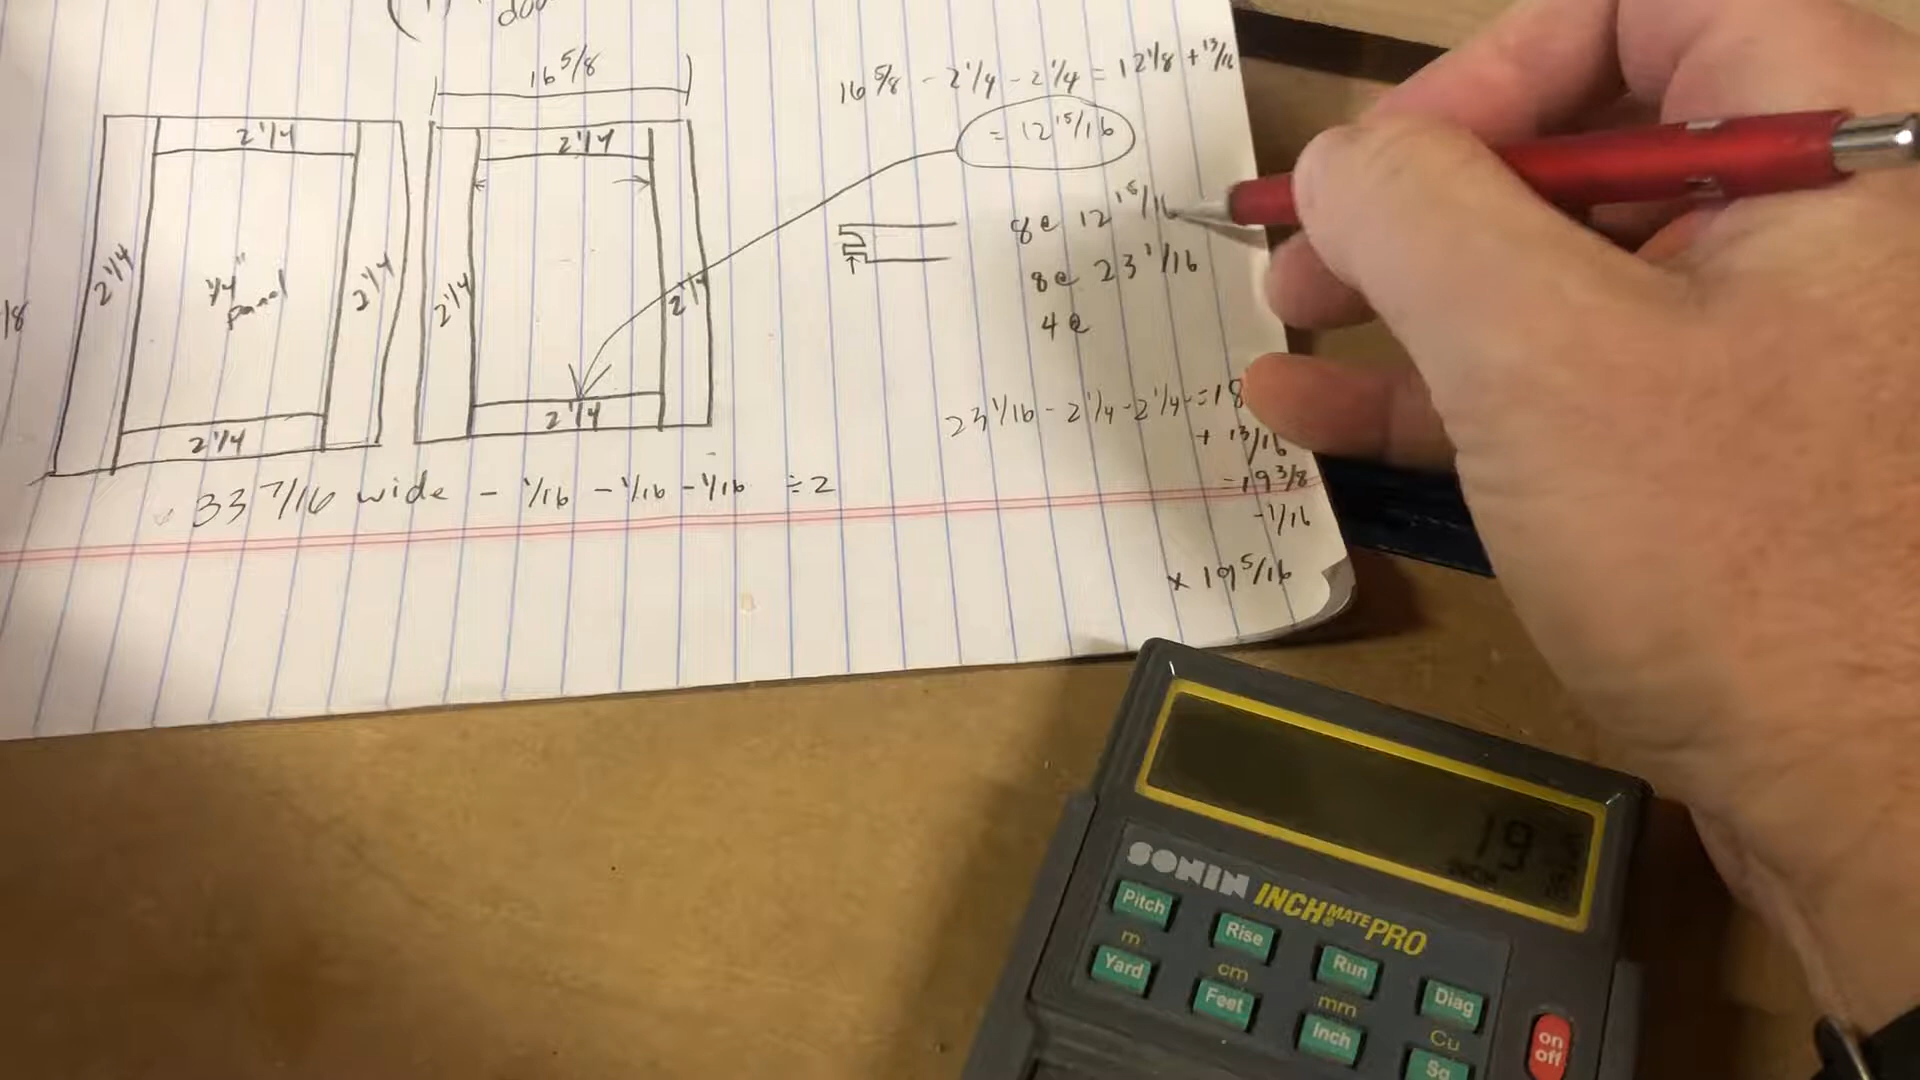 16 5/8
16 5/8 - 2 1/4 - 2 1/4 = 12 1/8 + 13/16
= 12 15/16
2 1/4
2 1/4
2 1/4
1/4"
panel
2 1/4
2 1/4
2 1/4
2 1/4
2 1/4
/8
8 @ 12 15/16
8 @ 23 1/16
4 @
23 1/16 - 2 1/4 - 2 1/4 = 18
+ 13/16
= 19 3/8
- 1/16
x 19 5/16
33 7/16 wide - 1/16 - 1/16 - 1/16 ÷ 2
19
INCH
SONIN INCHMATE® PRO
Pitch
Rise
Run
Diag
m
cm
mm
Cu
Yard
Feet
Inch
Sq
on
off